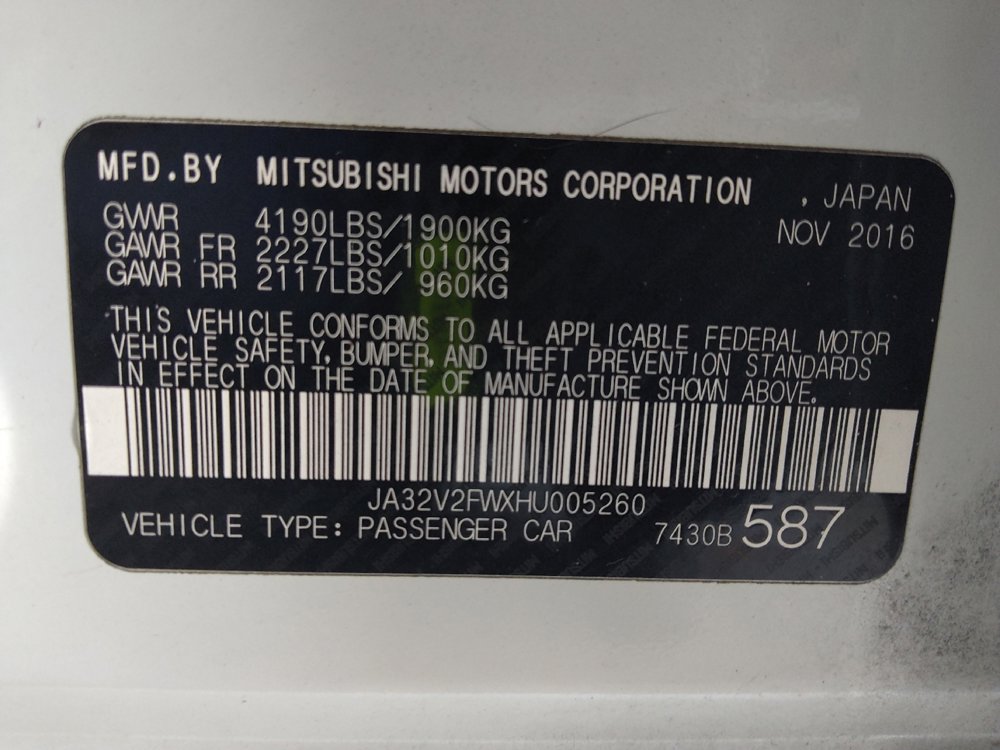 MFD.BY MITSUBISHI MOTORS CORPORATION , JAPAN
GVWR 4190LBS/1900KG NOV 2016
GAWR FR 2227LBS/1010KG
GAWR RR 2117LBS/ 960KG
THIS VEHICLE CONFORMS TO ALL APPLICABLE FEDERAL MOTOR
VEHICLE SAFETY, BUMPER, AND THEFT PREVENTION STANDARDS
IN EFFECT ON THE DATE OF MANUFACTURE SHOWN ABOVE.
JA32V2FWXHU005260
VEHICLE TYPE: PASSENGER CAR 7430B 587